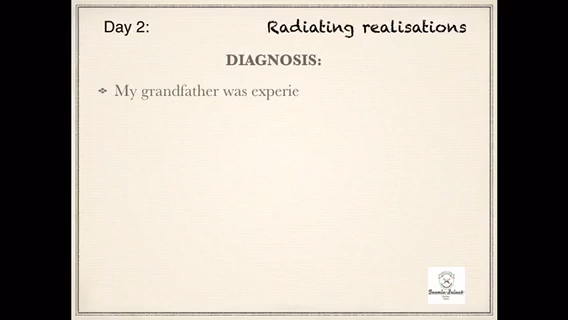 Day 2:
Radiating realisations
DIAGNOSIS:
My grandfather was experie